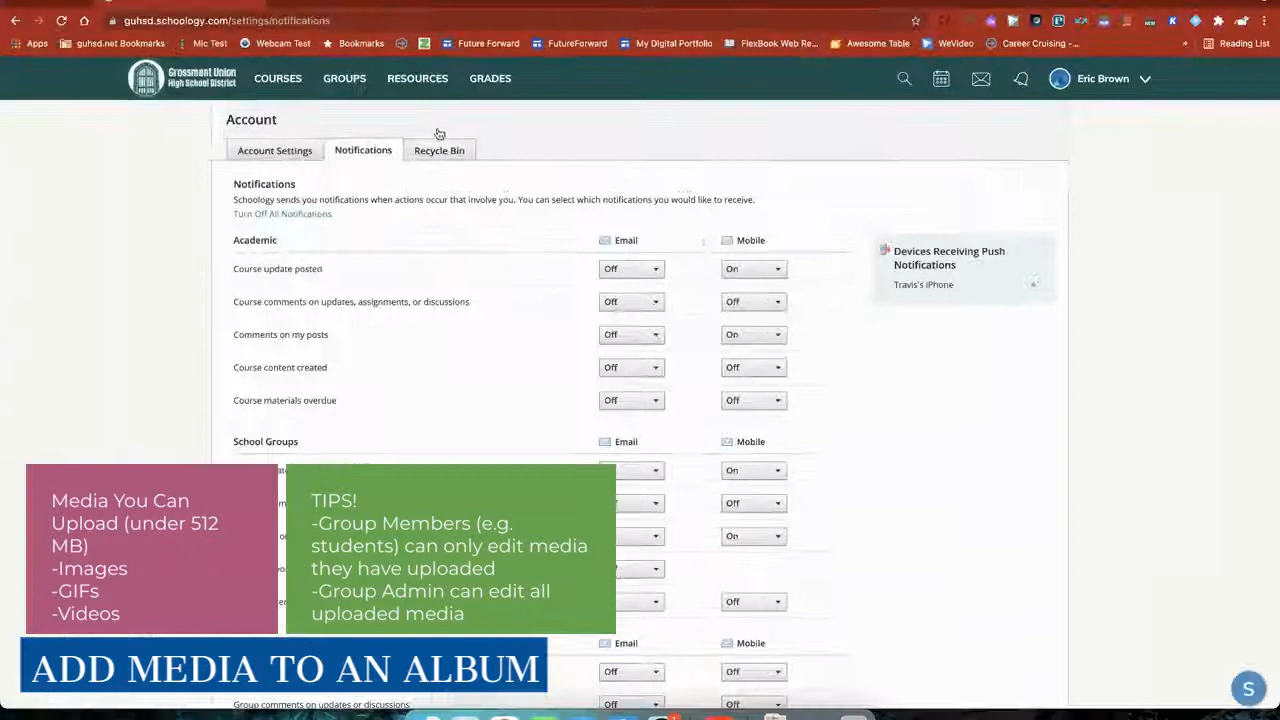 guhsd.schoology.com/settings/notifications
Apps
guhsd.net Bookmarks
Mic Test
Webcam Test
Bookmarks
Future Forward
FutureForward
My Digital Portfolio
FlexBook Web Re...
Awesome Table
WeVideo
Career Cruising -...
Reading List
Grossmont Union
High School District
COURSES
GROUPS
RESOURCES
GRADES
Eric Brown
Account
Account Settings
Notifications
Recycle Bin
Notifications
Schoology sends you notifications when actions occur that involve you. You can select which notifications you would like to receive.
Turn Off All Notifications
Academic Email Mobile
Course update posted Off On
Course comments on updates, assignments, or discussions Off Off
Comments on my posts Off On
Course content created Off Off
Course materials overdue Off Off
Devices Receiving Push
Notifications
Travis's iPhone
School Groups Email Mobile
On
Off
On
Off
Email Mobile
Off Off
Group comments on updates or discussions Off Off
Media You Can
Upload (under 512
MB)
-Images
-GIFs
-Videos
TIPS!
-Group Members (e.g.
students) can only edit media
they have uploaded
-Group Admin can edit all
uploaded media
ADD MEDIA TO AN ALBUM
S